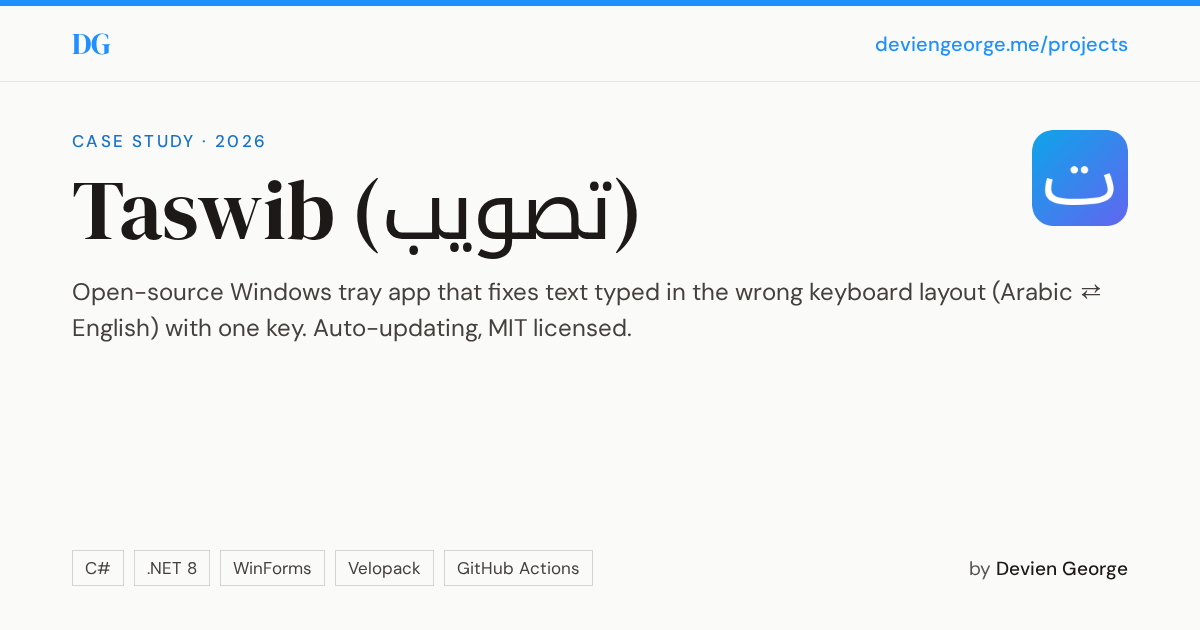 DG
deviengeorge.me/projects
CASE STUDY · 2026
Taswib (تصويب)
ت
Open-source Windows tray app that fixes text typed in the wrong keyboard layout (Arabic ⇄
English) with one key. Auto-updating, MIT licensed.
C#
.NET 8
WinForms
Velopack
GitHub Actions
by Devien George